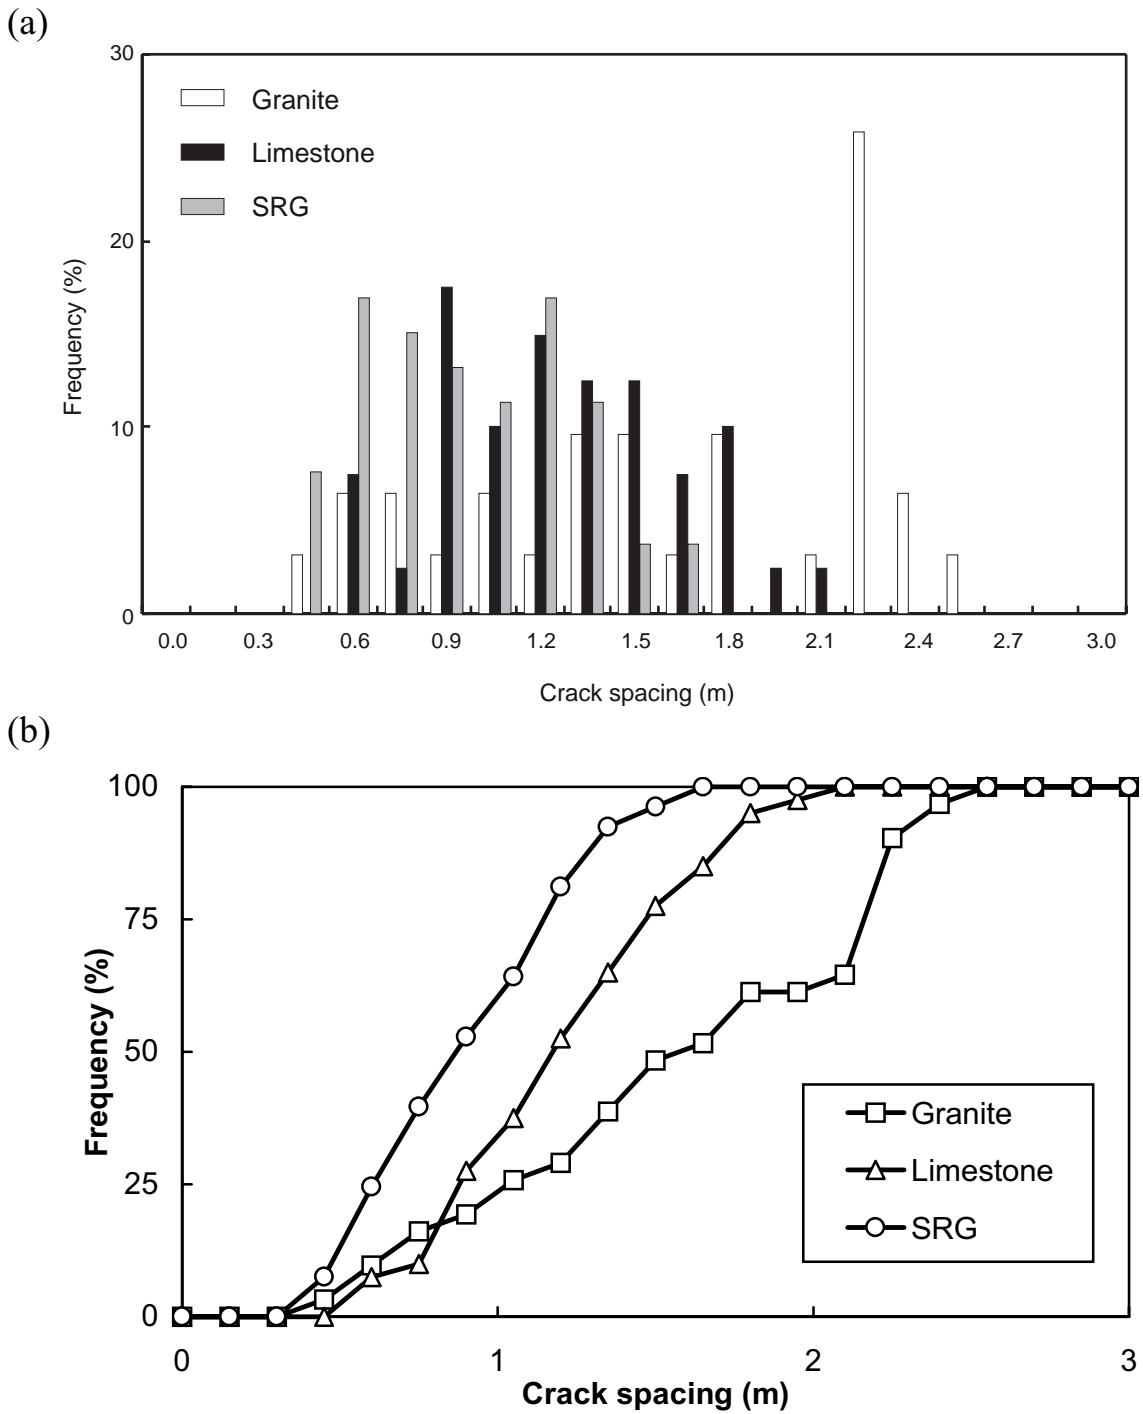 (a)
30
20
10
0
Frequency (%)
Granite
Limestone
SRG
0.0 0.3 0.6 0.9 1.2 1.5 1.8 2.1 2.4 2.7 3.0
Crack spacing (m)
(b)
100
75
50
25
0
Frequency (%)
Granite
Limestone
SRG
0 1 2 3
Crack spacing (m)